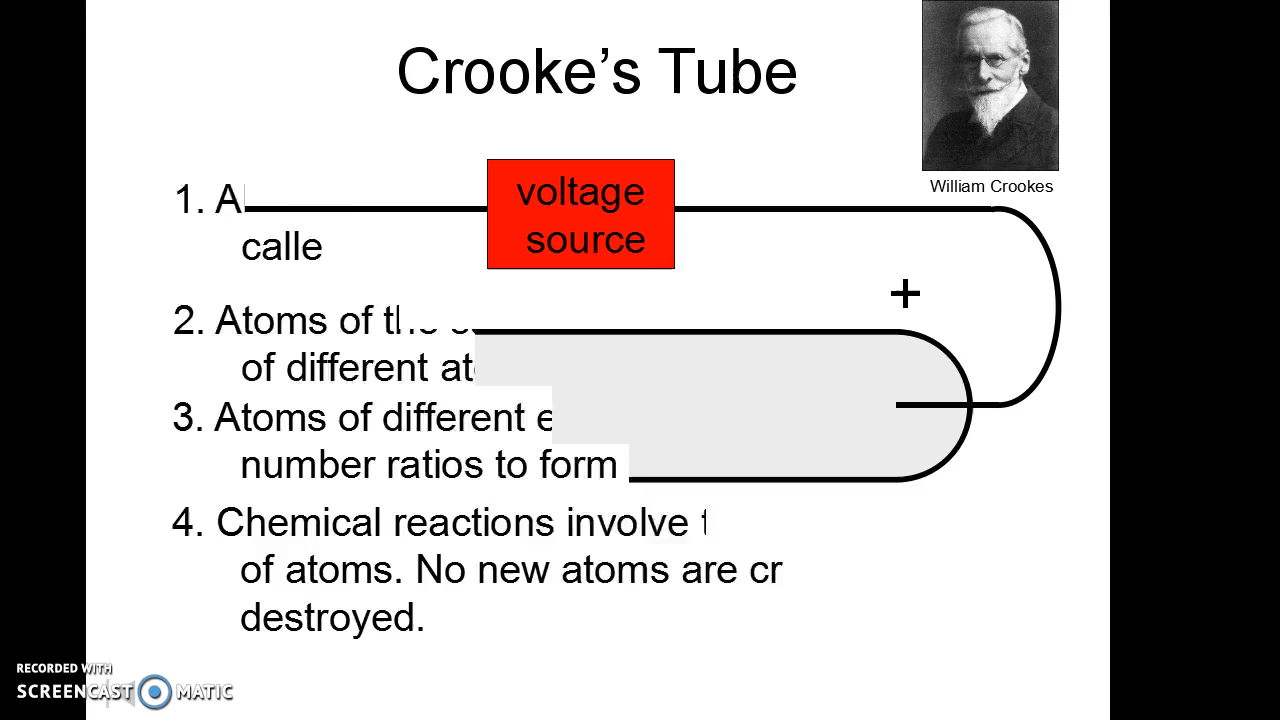 Crooke’s Tube
William Crookes
voltage
source
+
1. A
calle
2. Atoms of
of different
3. Atoms of different e
number ratios to form
4. Chemical reactions involve
of atoms. No new atoms are cr
destroyed.
RECORDED WITH
SCREENCAST MATIC